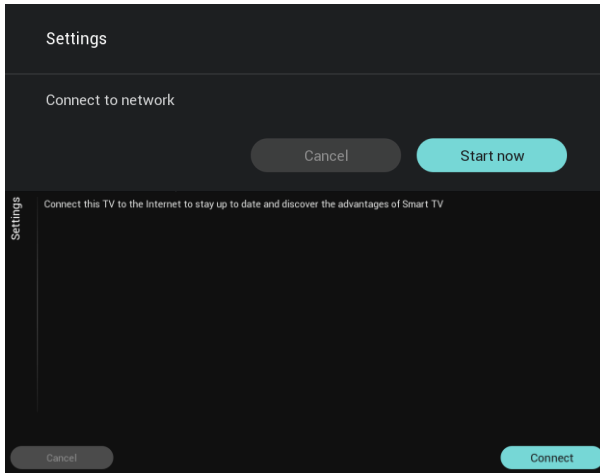 Settings
Connect to network
Cancel
Start now
Settings
Connect this TV to the Internet to stay up to date and discover the advantages of Smart TV
Cancel
Connect